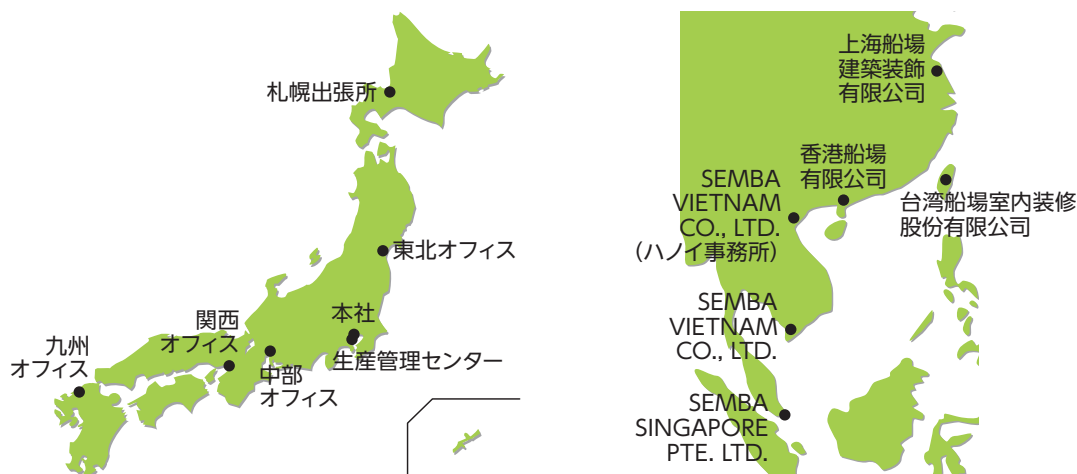 札幌出張所
東北オフィス
本社
生産管理センター
関西
オフィス
中部
オフィス
九州
オフィス
上海船場
建築装飾
有限公司
香港船場
有限公司
台湾船場室内装修
股份有限公司
SEMBA
VIETNAM
CO., LTD.
(ハノイ事務所)
SEMBA
VIETNAM
CO., LTD.
SEMBA
SINGAPORE
PTE. LTD.